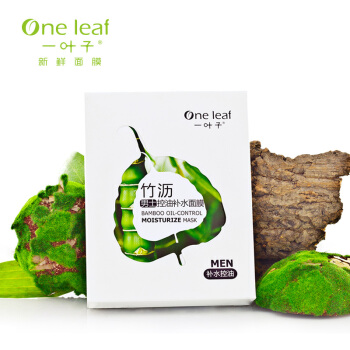 One leaf
一叶子®
新鲜面膜
One leaf
一叶子®
竹沥
男士控油补水面膜
BAMBOO OIL-CONTROL
MOISTURIZE MASK
MEN
补水控油